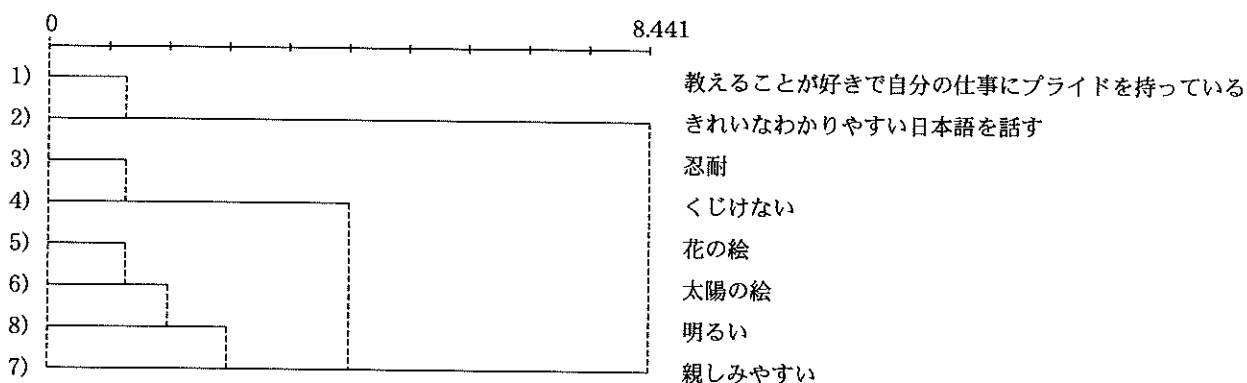 0 8.441
1) 教えることが好きで自分の仕事にプライドを持っている
2) きれいなわかりやすい日本語を話す
3) 忍耐
4) くじけない
5) 花の絵
6) 太陽の絵
8) 明るい
7) 親しみやすい